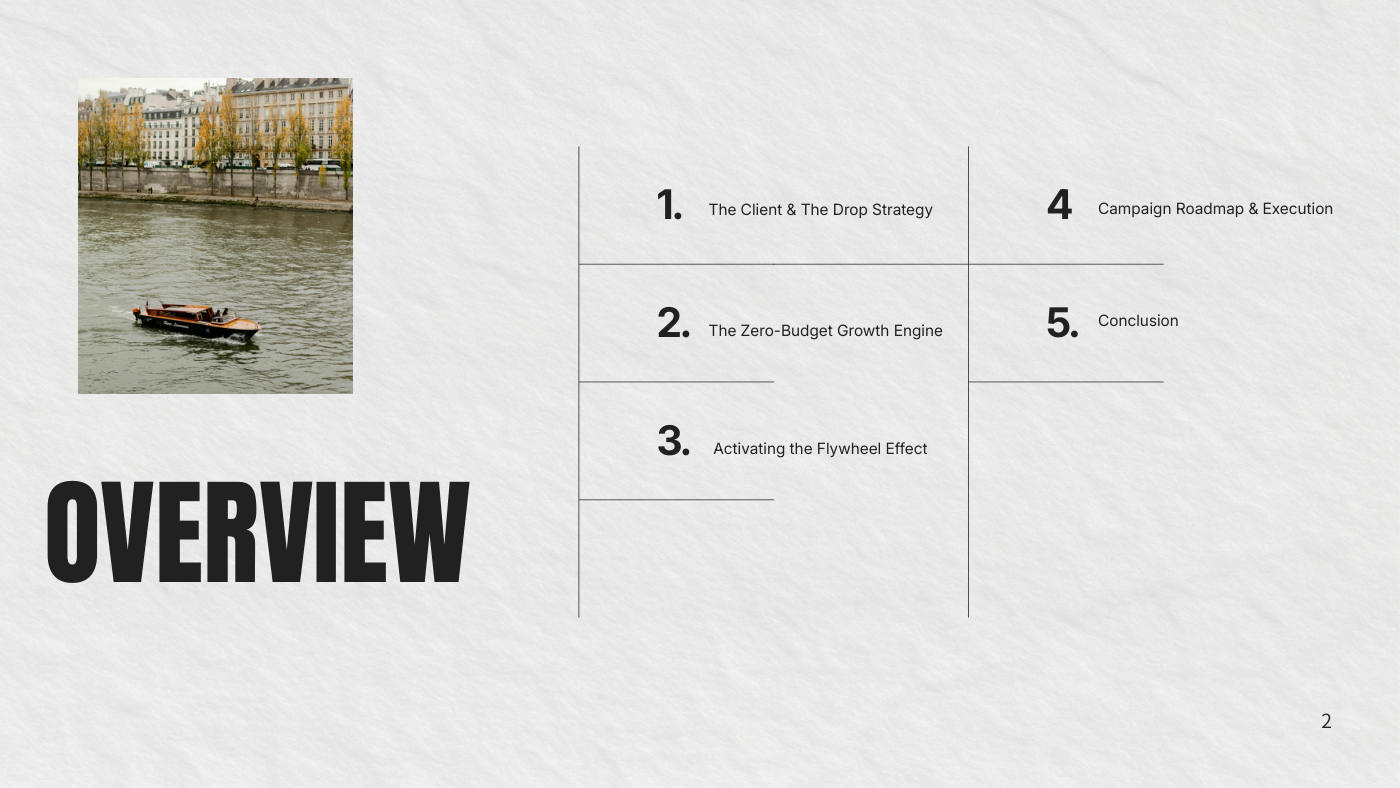 OVERVIEW
1. The Client & The Drop Strategy
2. The Zero-Budget Growth Engine
3. Activating the Flywheel Effect
4 Campaign Roadmap & Execution
5. Conclusion
2